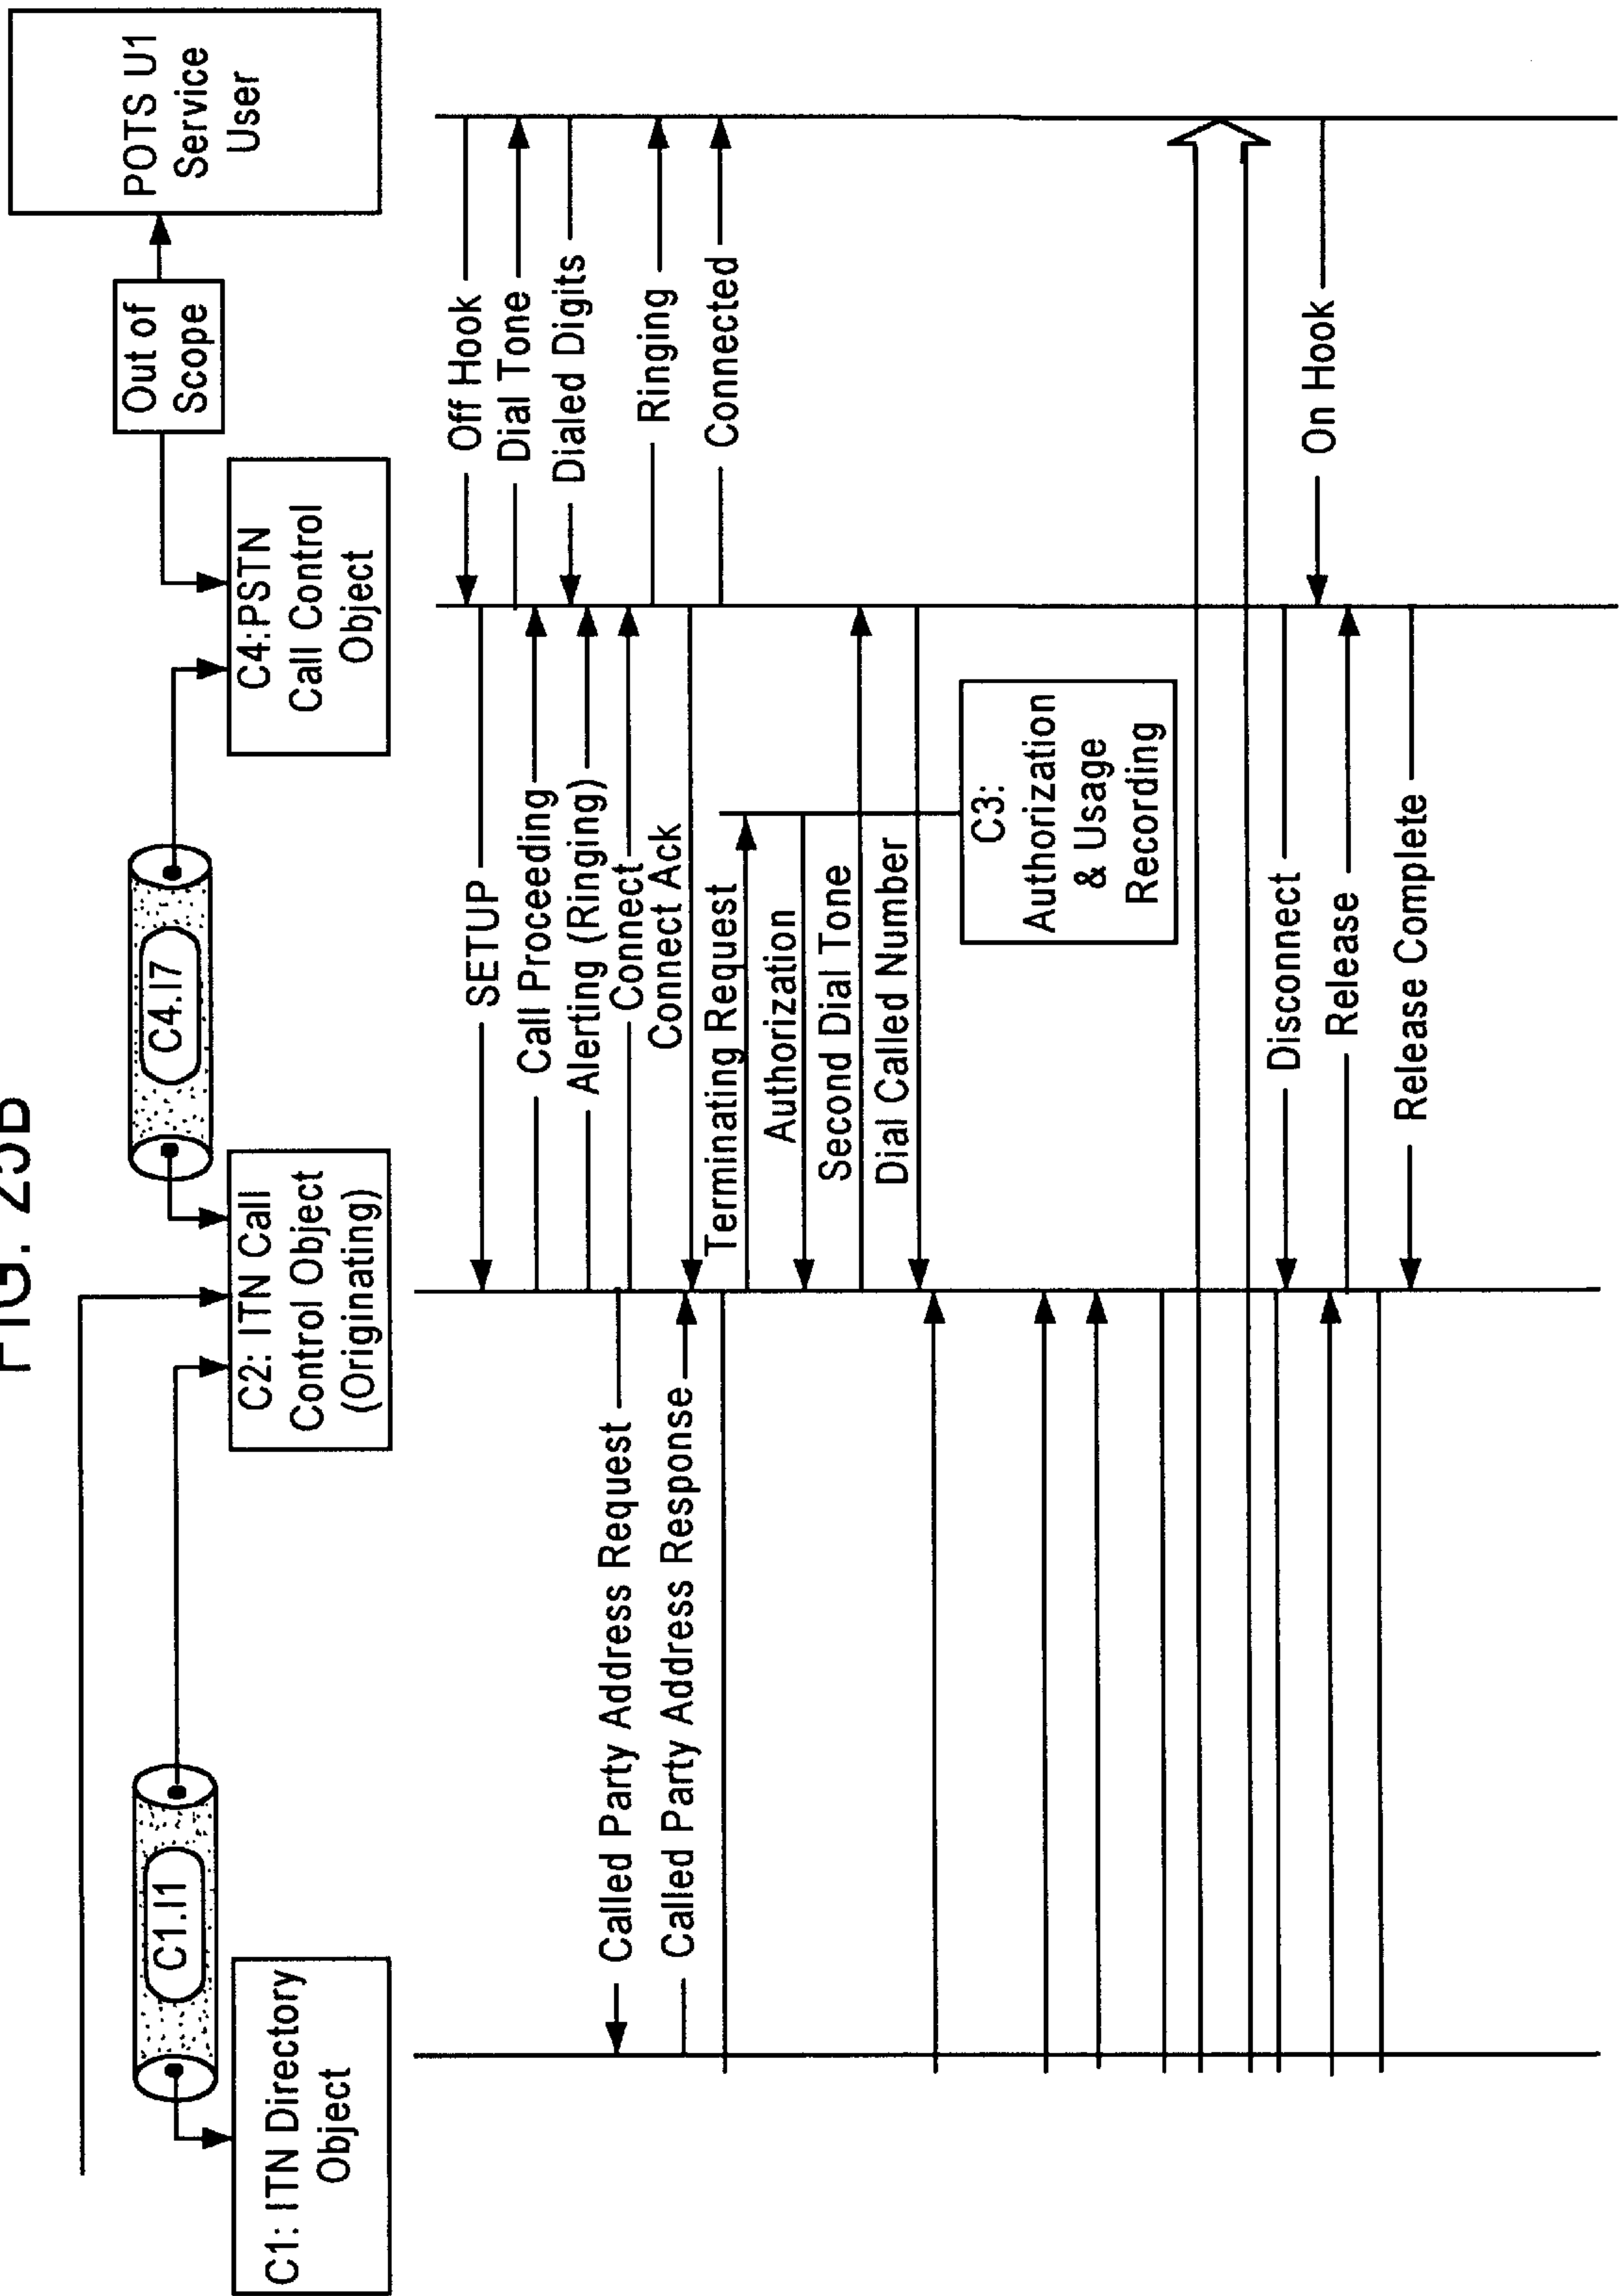 FIG. 25B
C1: ITN Directory
Object
C1.I1
C2: ITN Call
Control Object
(Originating)
C4.I7
C4:PSTN
Call Control
Object
Out of
Scope
POTS U1
Service
User
Off Hook
SETUP
Dial Tone
Call Proceeding
Dialed Digits
Alerting (Ringing)
Called Party Address Request
Connect
Ringing
Called Party Address Response
Connect Ack
Connected
Terminating Request
Authorization
Second Dial Tone
Dial Called Number
C3:
Authorization
& Usage
Recording
Disconnect
On Hook
Release
Release Complete